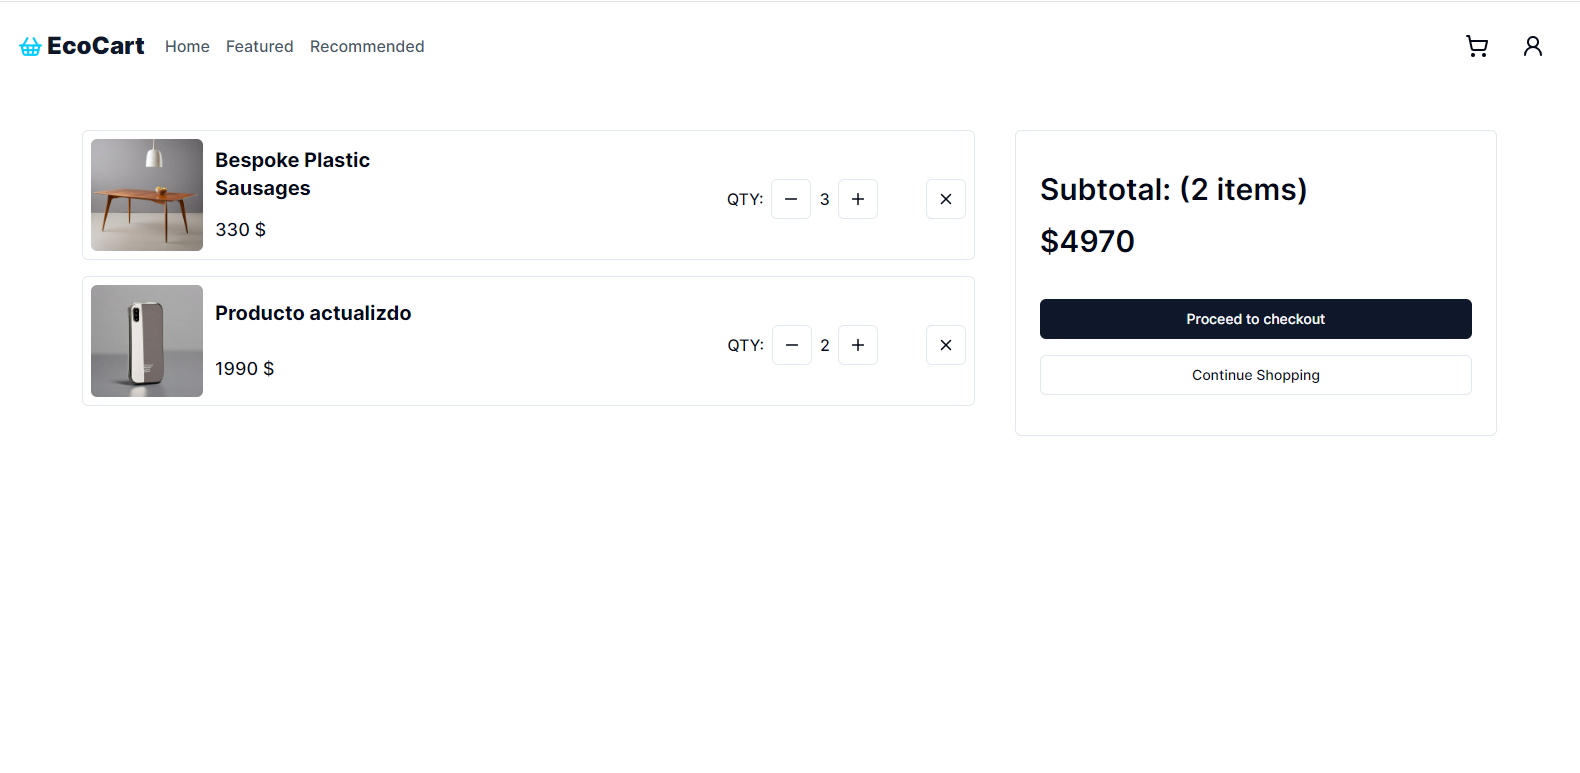 EcoCart Home Featured Recommended
Bespoke Plastic
Sausages
330 $
QTY: 3
Producto actualizdo
1990 $
QTY: 2
Subtotal: (2 items)
$4970
Proceed to checkout
Continue Shopping